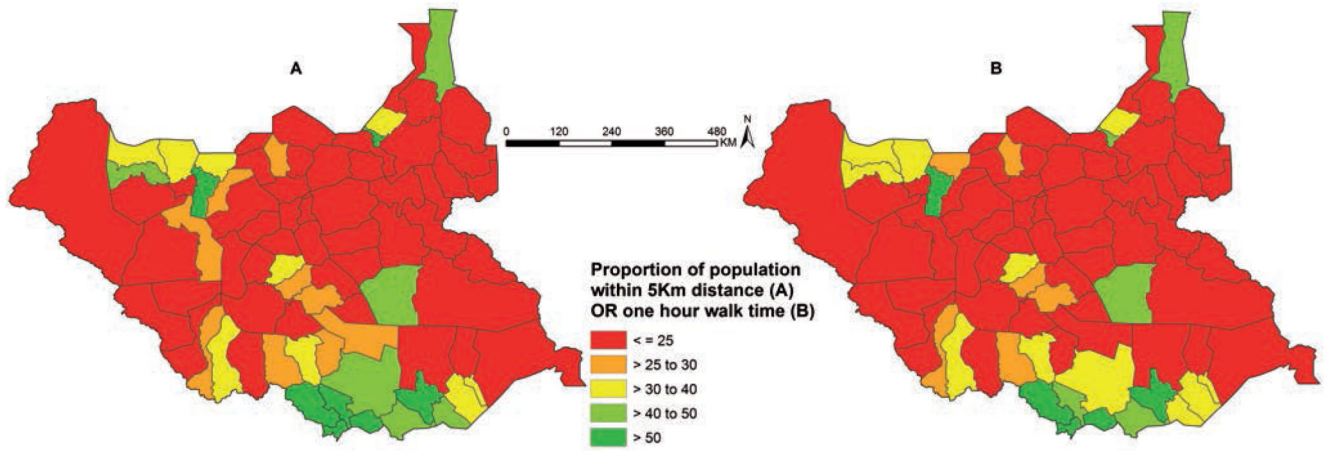 A
B
N
0 120 240 360 480
KM
Proportion of population
within 5Km distance (A)
OR one hour walk time (B)
< = 25
> 25 to 30
> 30 to 40
> 40 to 50
> 50